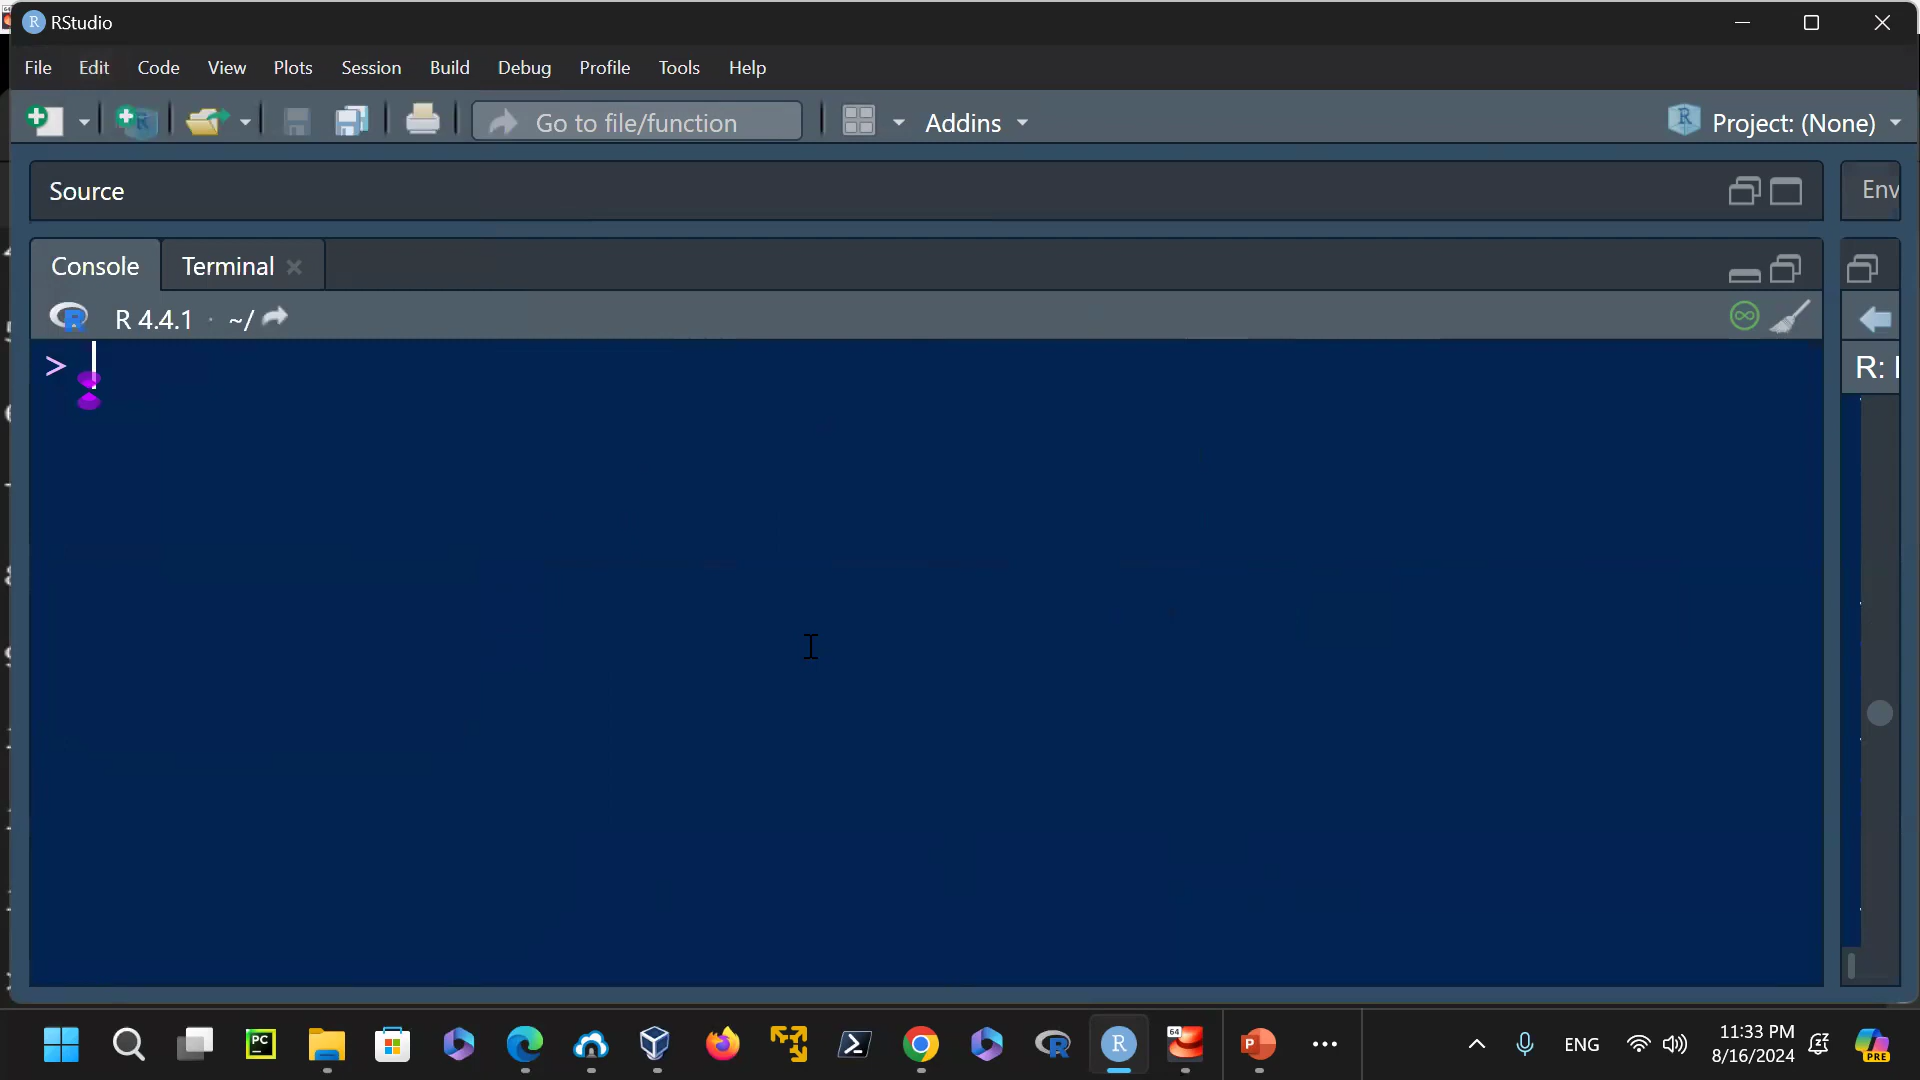 RStudio
File Edit Code View Plots Session Build Debug Profile Tools Help
Go to file/function Addins Project: (None)
Source Env
Console Terminal
R 4.4.1 · ~/
R:
>
11:33 PM
ENG
8/16/2024